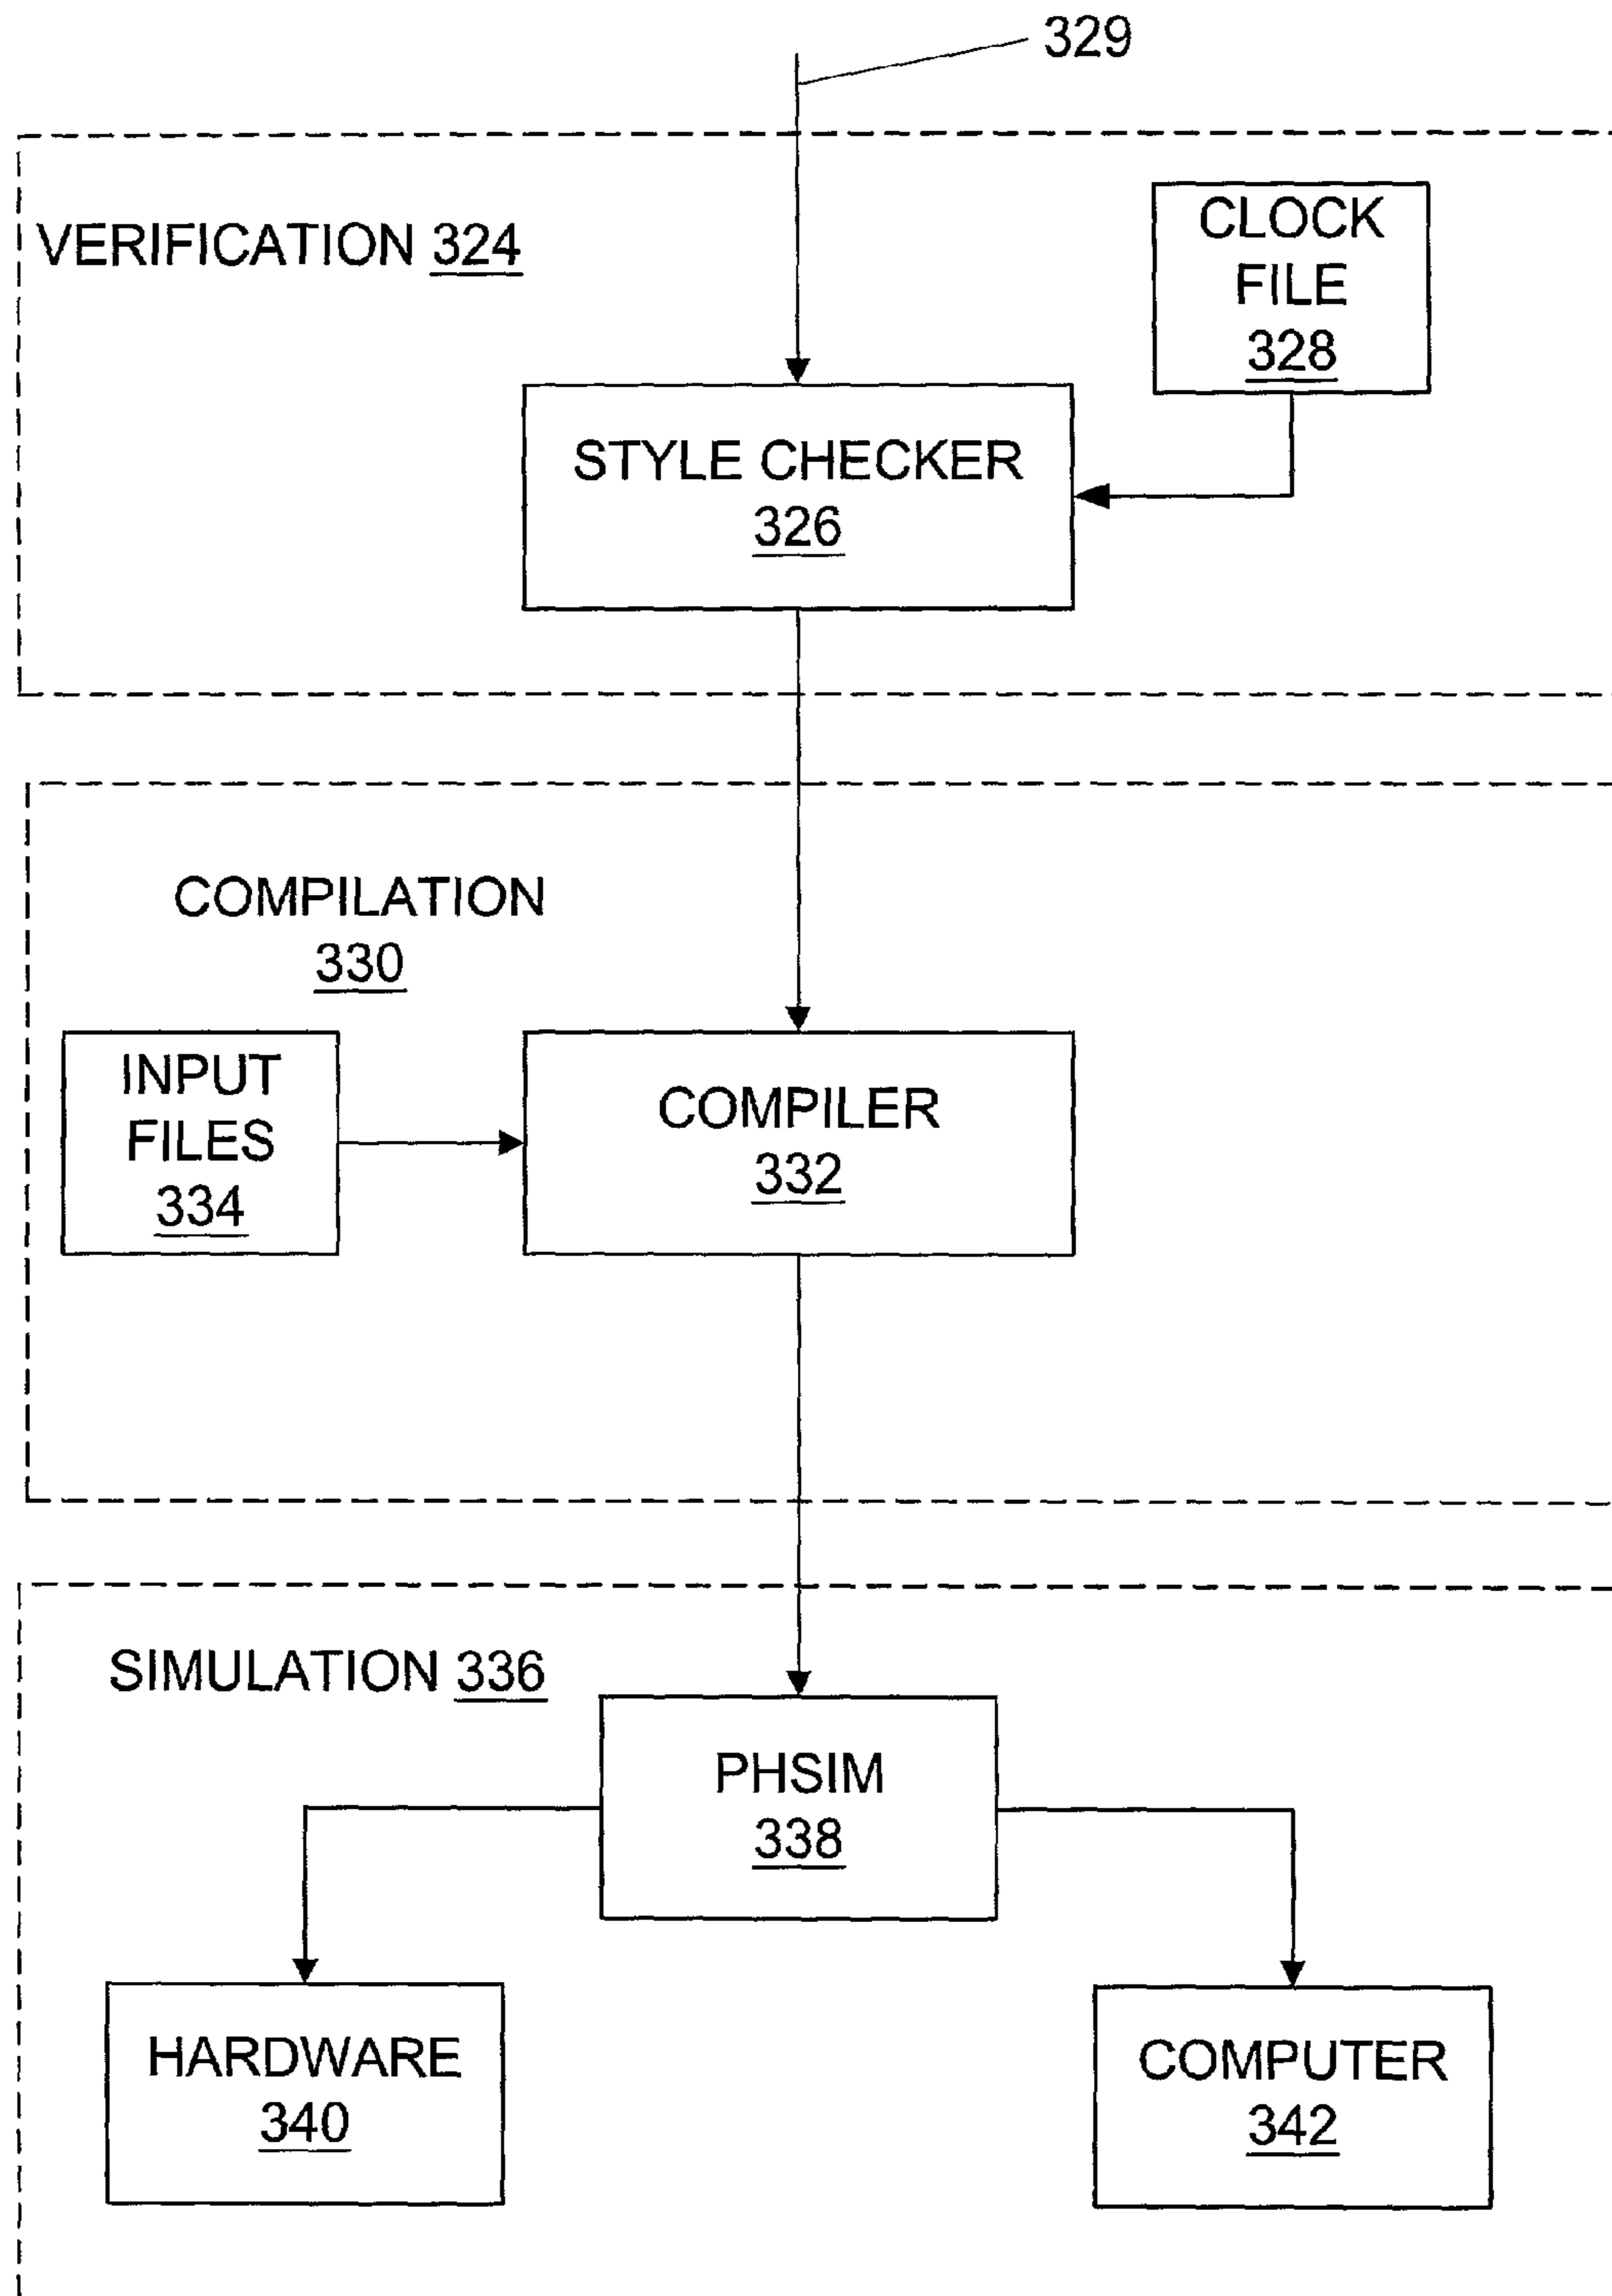 329
VERIFICATION 324
CLOCK
FILE
328
STYLE CHECKER
326
COMPILATION
330
INPUT
FILES
334
COMPILER
332
SIMULATION 336
PHSIM
338
HARDWARE
340
COMPUTER
342